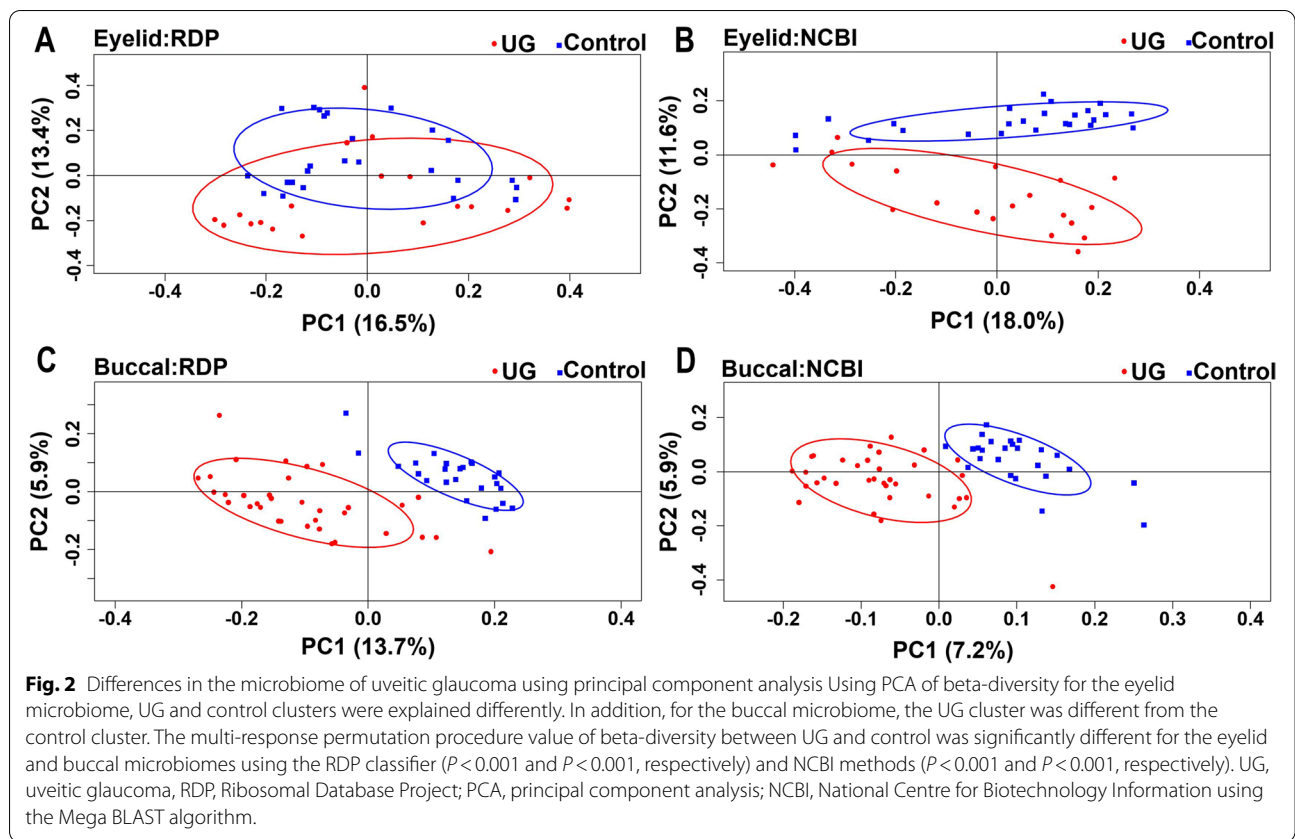 A Eyelid:RDP UG Control
PC2 (13.4%)
0.4
0.2
0.0
-0.2
-0.4
-0.4 -0.2 0.0 0.2 0.4
PC1 (16.5%)
B Eyelid:NCBI UG Control
PC2 (11.6%)
0.2
0.0
-0.2
-0.4
-0.4 -0.2 0.0 0.2 0.4
PC1 (18.0%)
C Buccal:RDP UG Control
PC2 (5.9%)
0.2
0.0
-0.2
-0.4 -0.2 0.0 0.2 0.4
PC1 (13.7%)
D Buccal:NCBI UG Control
PC2 (5.9%)
0.2
0.0
-0.2
-0.4
-0.2 -0.1 0.0 0.1 0.2 0.3 0.4
PC1 (7.2%)
Fig. 2 Differences in the microbiome of uveitic glaucoma using principal component analysis Using PCA of beta-diversity for the eyelid
microbiome, UG and control clusters were explained differently. In addition, for the buccal microbiome, the UG cluster was different from the
control cluster. The multi-response permutation procedure value of beta-diversity between UG and control was significantly different for the eyelid
and buccal microbiomes using the RDP classifier (P < 0.001 and P < 0.001, respectively) and NCBI methods (P < 0.001 and P < 0.001, respectively). UG,
uveitic glaucoma, RDP, Ribosomal Database Project; PCA, principal component analysis; NCBI, National Centre for Biotechnology Information using
the Mega BLAST algorithm.